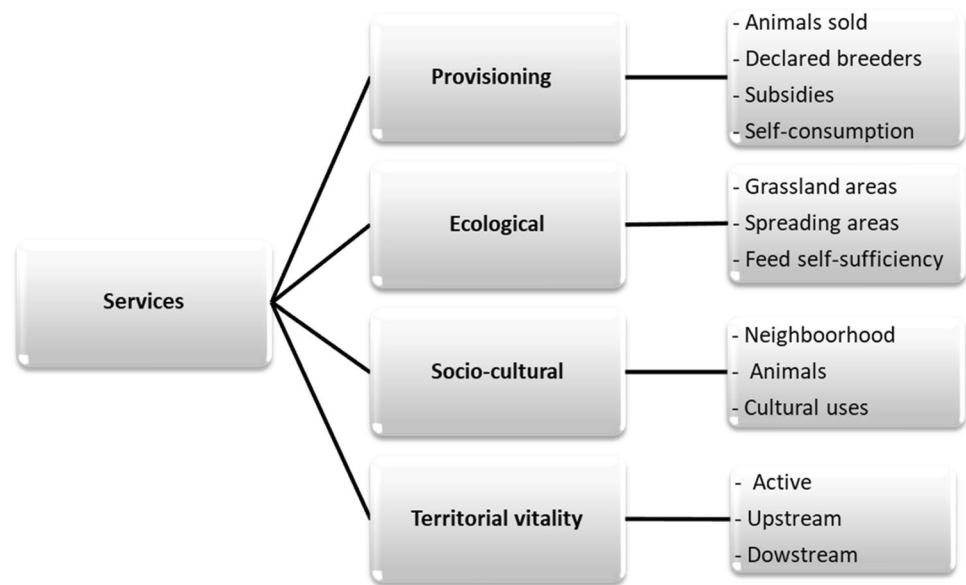 Services
Provisioning
- Animals sold
- Declared breeders
- Subsidies
- Self-consumption
Ecological
- Grassland areas
- Spreading areas
- Feed self-sufficiency
Socio-cultural
- Neighboorhood
- Animals
- Cultural uses
Territorial vitality
- Active
- Upstream
- Dowstream